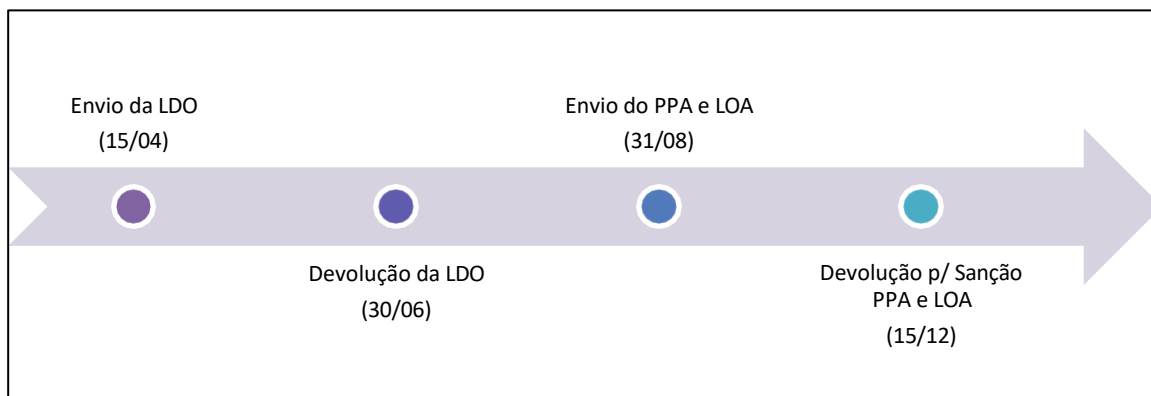 Envio da LDO
(15/04)
Devolução da LDO
(30/06)
Envio do PPA e LOA
(31/08)
Devolução p/ Sanção
PPA e LOA
(15/12)